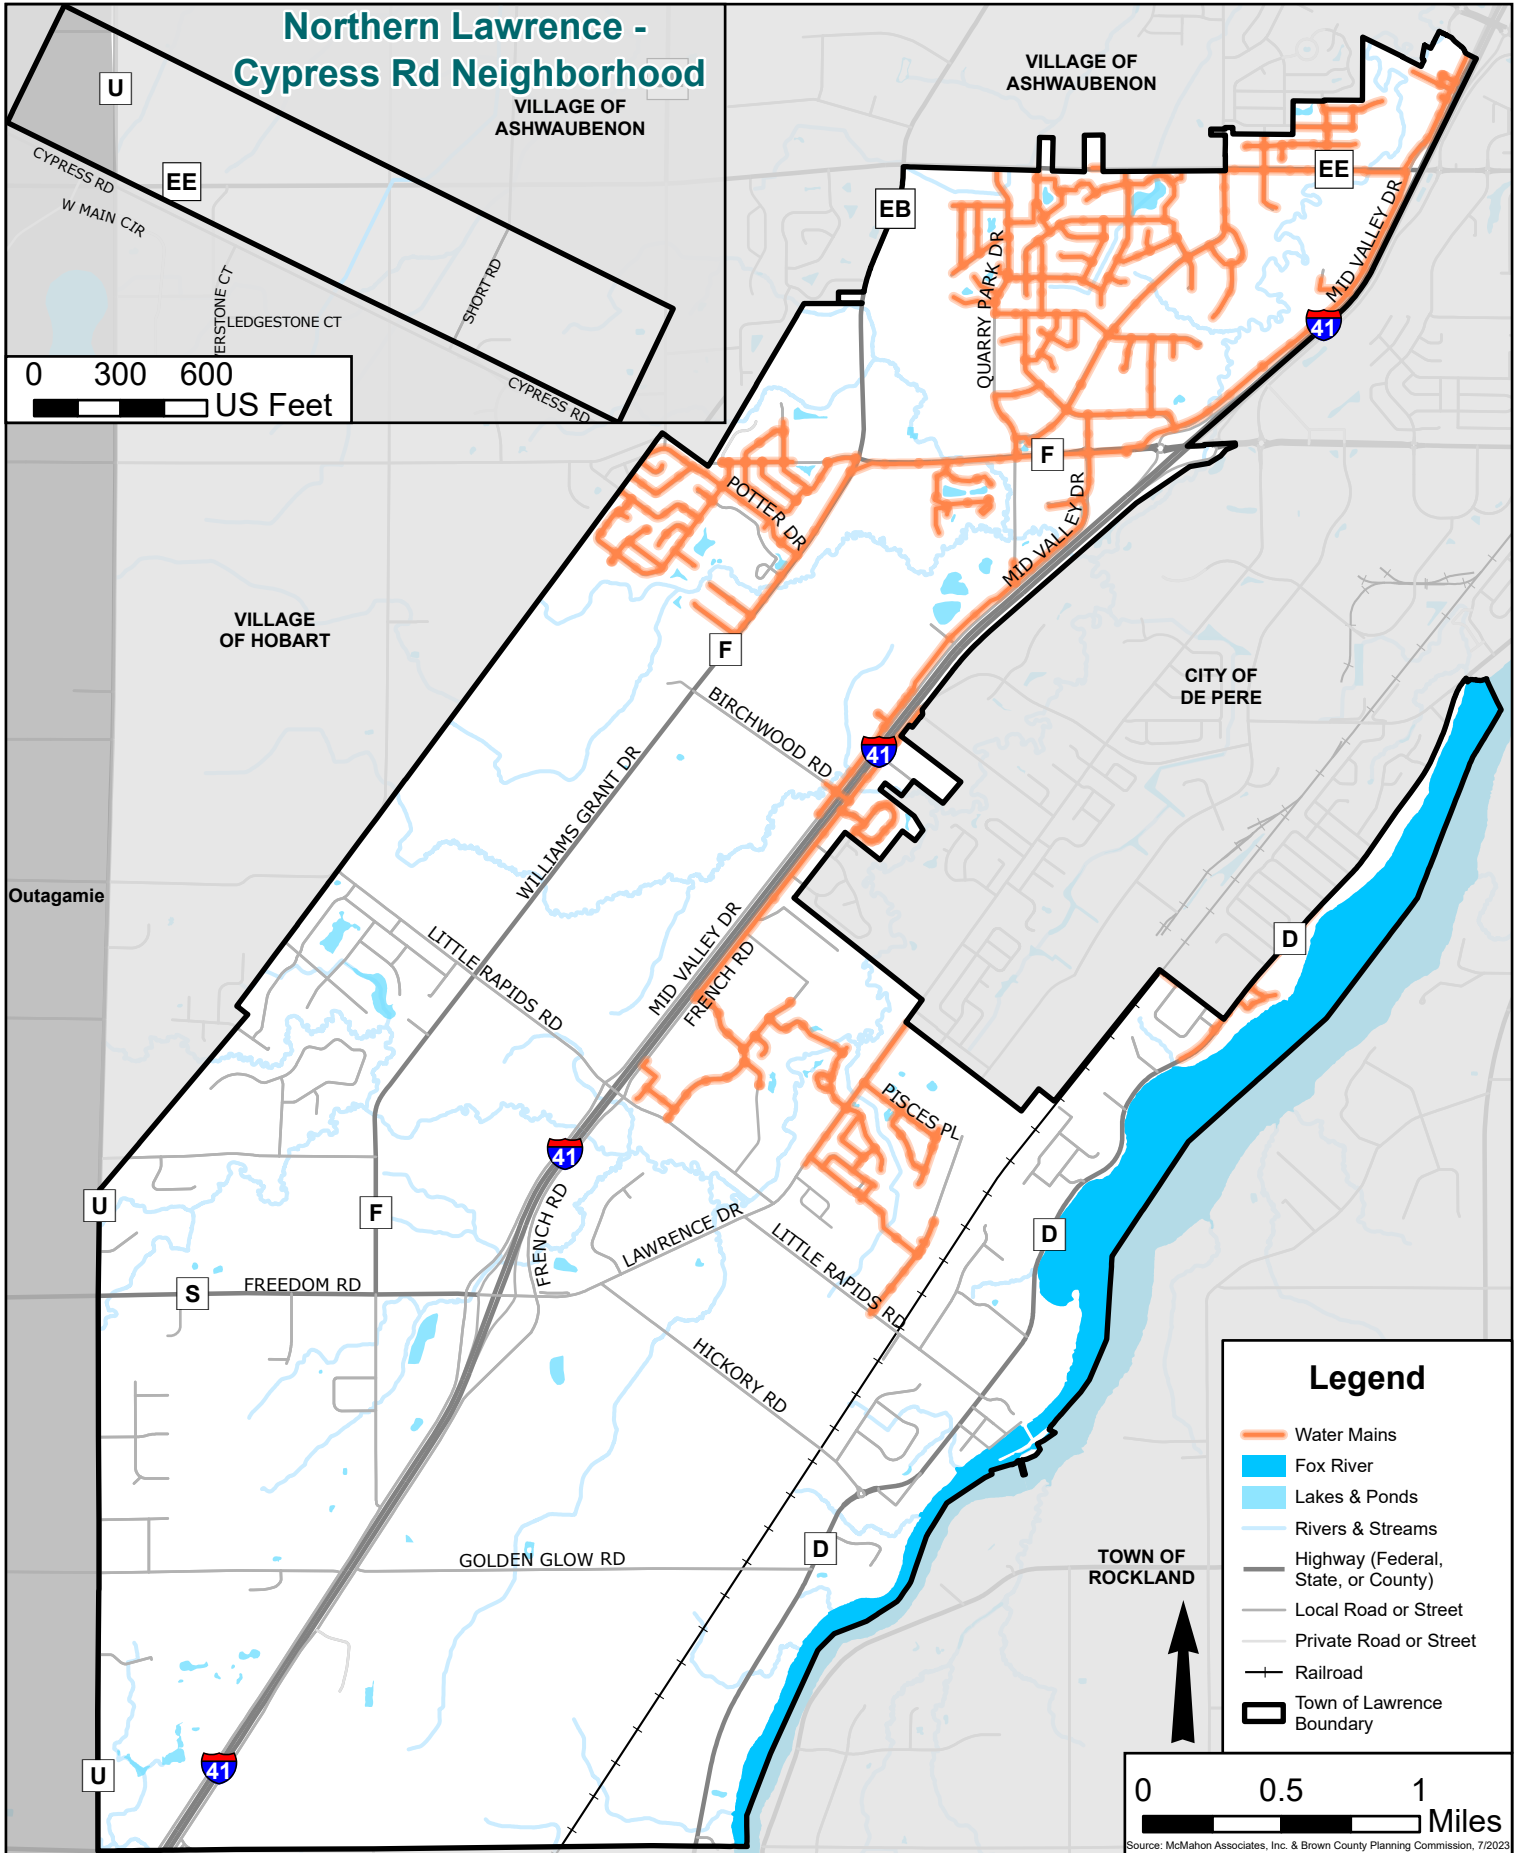 Northern Lawrence -
Cypress Rd Neighborhood
U
VILLAGE OF
ASHWAUBENON
CYPRESS RD
EE
W MAIN CIR
ERSTONE CT
LEDGESTONE CT
SHORT RD
CYPRESS RD
0 300 600
US Feet
VILLAGE OF
ASHWAUBENON
EE
EB
QUARRY PARK DR
MID VALLEY DR
41
F
POTTER DR
MID VALLEY DR
VILLAGE
OF HOBART
F
CITY OF
DE PERE
BIRCHWOOD RD
41
WILLIAMS GRANT DR
Outagamie
LITTLE RAPIDS RD
MID VALLEY DR
FRENCH RD
D
PISCES PL
41
U
F
FRENCH RD
LAWRENCE DR
LITTLE RAPIDS RD
D
S
FREEDOM RD
HICKORY RD
GOLDEN GLOW RD
D
TOWN OF
ROCKLAND
U
41
Legend
Water Mains
Fox River
Lakes & Ponds
Rivers & Streams
Highway (Federal,
State, or County)
Local Road or Street
Private Road or Street
Railroad
Town of Lawrence
Boundary
0 0.5 1
Miles
Source: McMahon Associates, Inc. & Brown County Planning Commission, 7/2023